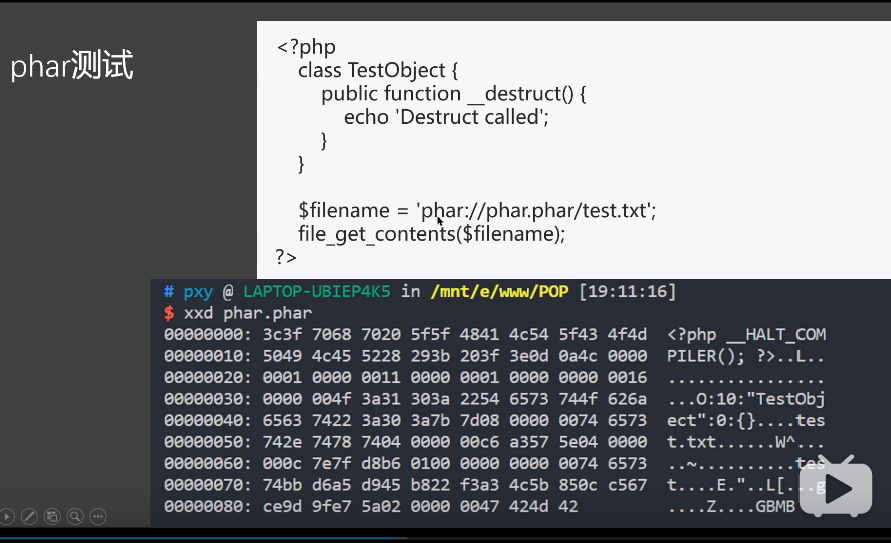 phar测试
<?php
class TestObject {
public function __destruct() {
echo 'Destruct called';
}
}
$filename = 'phar://phar.phar/test.txt';
file_get_contents($filename);
?>
# pxy @ LAPTOP-UBIEP4K5 in /mnt/e/www/POP [19:11:16]
$ xxd phar.phar
00000000: 3c3f 7068 7020 5f5f 4841 4c54 5f43 4f4d <?php __HALT_COM
00000010: 5049 4c45 5228 293b 203f 3e0d 0a4c 0000 PILER(); ?>..L..
00000020: 0001 0000 0011 0000 0001 0000 0000 0016 ................
00000030: 0000 004f 3a31 303a 2254 6573 744f 626a ...O:10:"TestObj
00000040: 6563 7422 3a30 3a7b 7d08 0000 0074 6573 ect":0:{}....tes
00000050: 742e 7478 7404 0000 00c6 a357 5e04 0000 t.txt......W^...
00000060: 000c 7e7f d8b6 0100 0000 0000 0074 6573 ..~..........tes
00000070: 74bb d6a5 d945 b822 f3a3 4c5b 850c c567 t....E."..L[...g
00000080: ce9d 9fe7 5a02 0000 0047 424d 42 ....Z....GBMB